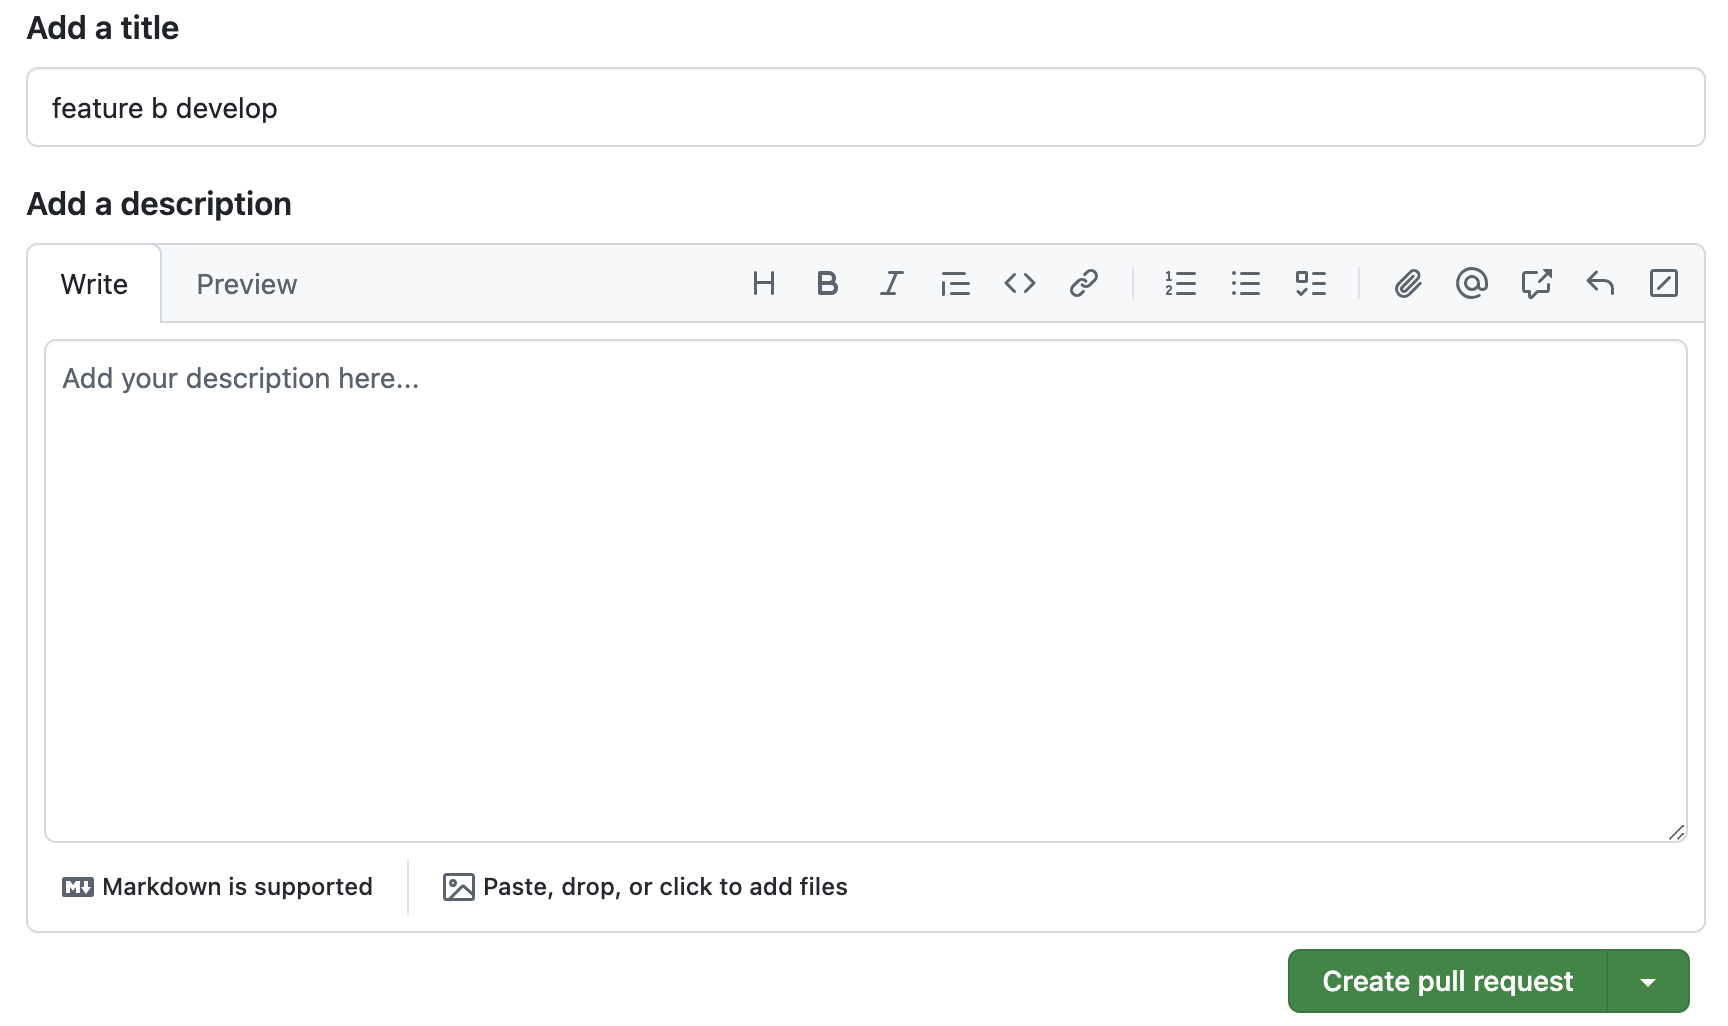 Add a title
feature b develop
Add a description
Write Preview
Add your description here...
Markdown is supported Paste, drop, or click to add files
Create pull request